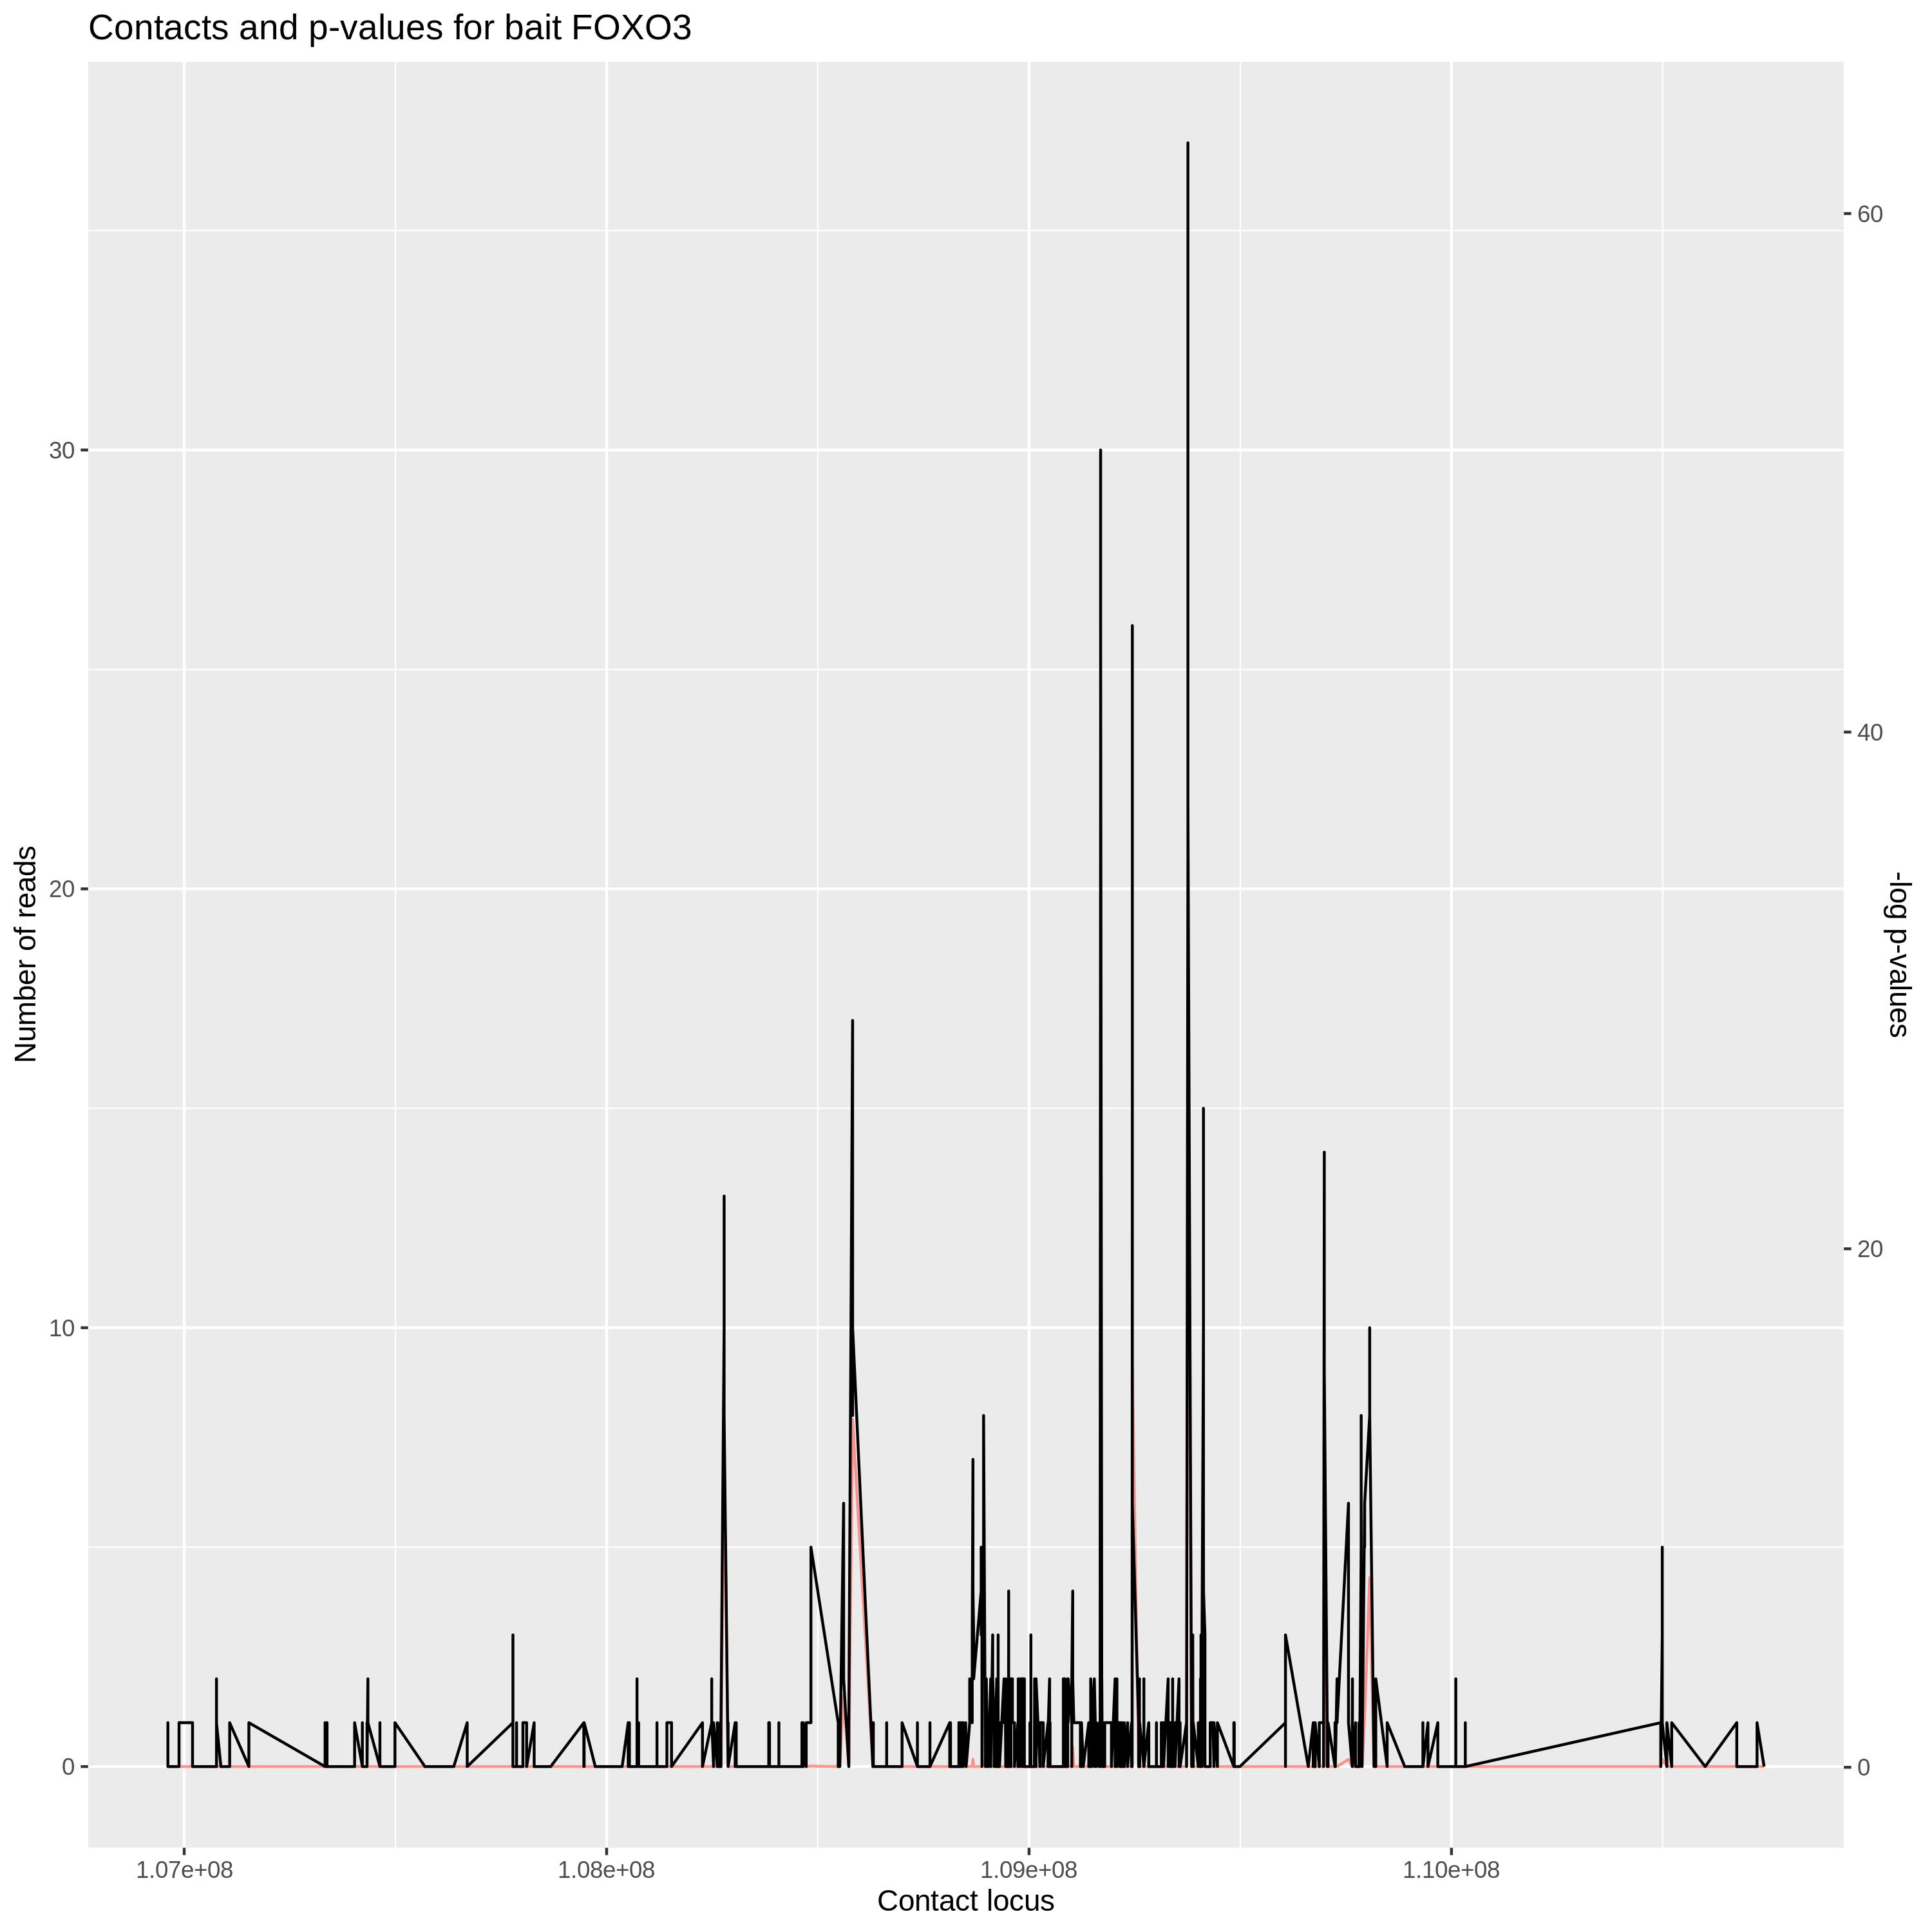 Contacts and p-values for bait FOXO3
Number of reads
30
20
10
0
60
40
20
0
-log p-values
1.07e+08 1.08e+08 1.09e+08 1.10e+08
Contact locus